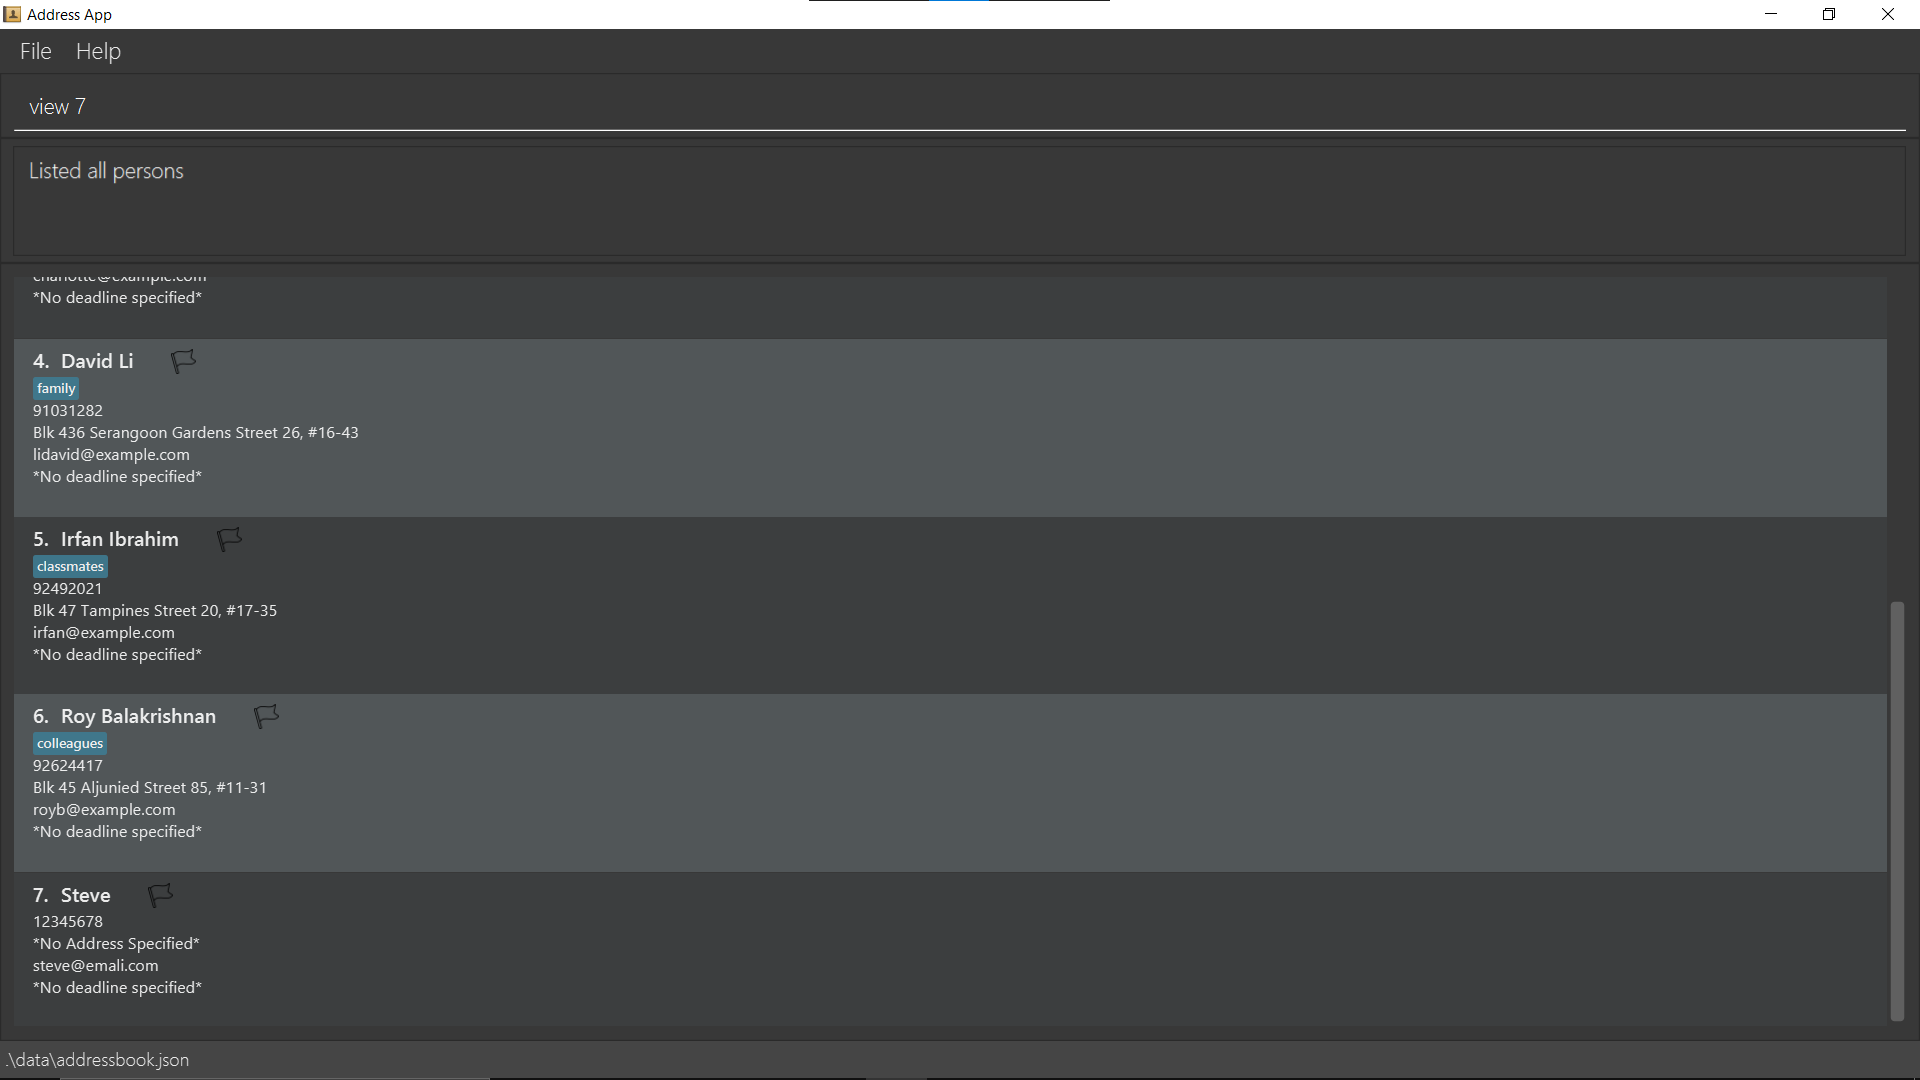 Address App
File Help
view 7
Listed all persons
charlotte@example.com
*No deadline specified*
4. David Li
family
91031282
Blk 436 Serangoon Gardens Street 26, #16-43
lidavid@example.com
*No deadline specified*
5. Irfan Ibrahim
classmates
92492021
Blk 47 Tampines Street 20, #17-35
irfan@example.com
*No deadline specified*
6. Roy Balakrishnan
colleagues
92624417
Blk 45 Aljunied Street 85, #11-31
royb@example.com
*No deadline specified*
7. Steve
12345678
*No Address Specified*
steve@emali.com
*No deadline specified*
.\data\addressbook.json